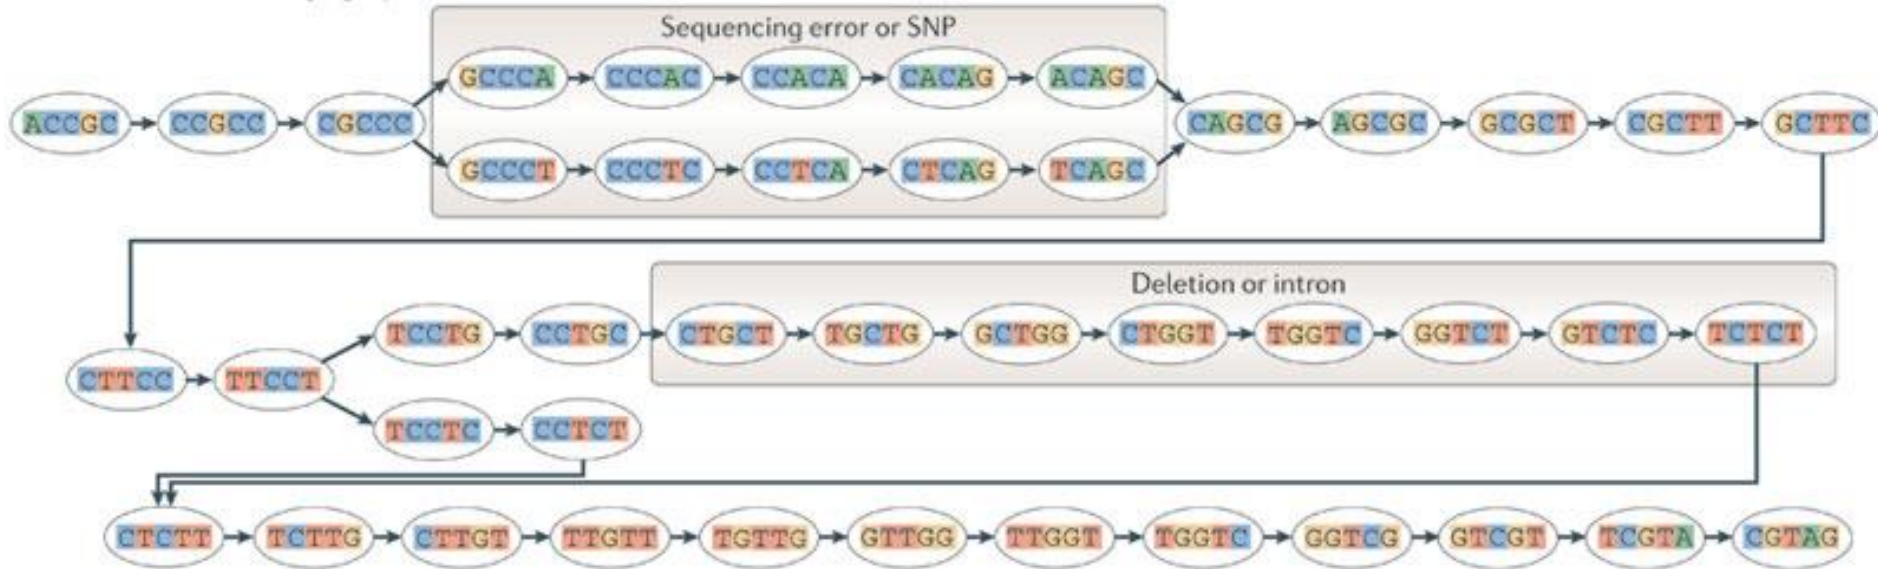 Sequencing error or SNP
GCCCA CCCAC CCACA CACAG ACAGC
ACCGC CCGCC CGCCC CAGCG AGCGC GCGCT CGCTT GCTTC
GCCCT CCCTC CCTCA CTCAG TCAGC
Deletion or intron
TCCTG CCTGC CTGCT TGCTG GCTGG CTGGT TGGTC GGTCT GTCTC TCTCT
CTTCC TTCCT
TCCTC CCTCT
CTCTT TCTTG CTTGT TTGTT TGTTG GTTGG TTGGT TGGTC GGTCG GTCGT TCGTA CGTAG